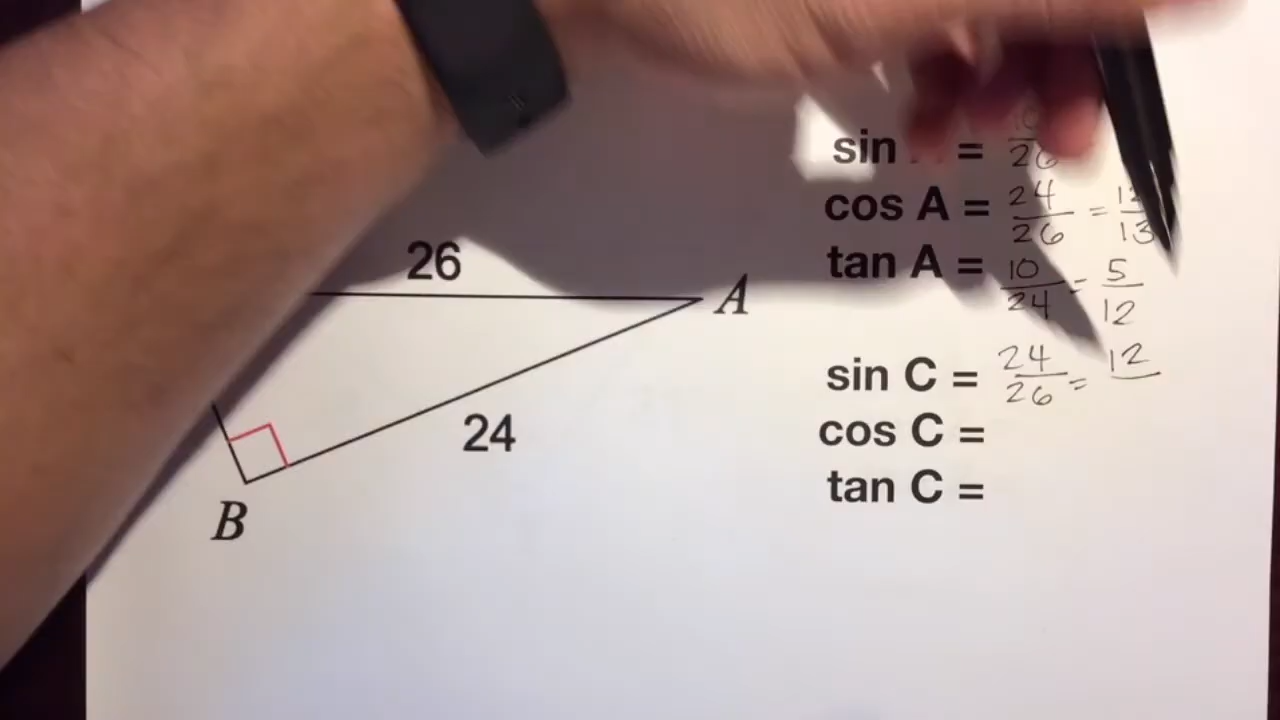 26
A
24
B
sin = 10/26
cos A = 24/26 = 12/13
tan A = 10/24 = 5/12
sin C = 24/26 = 12/
cos C =
tan C =